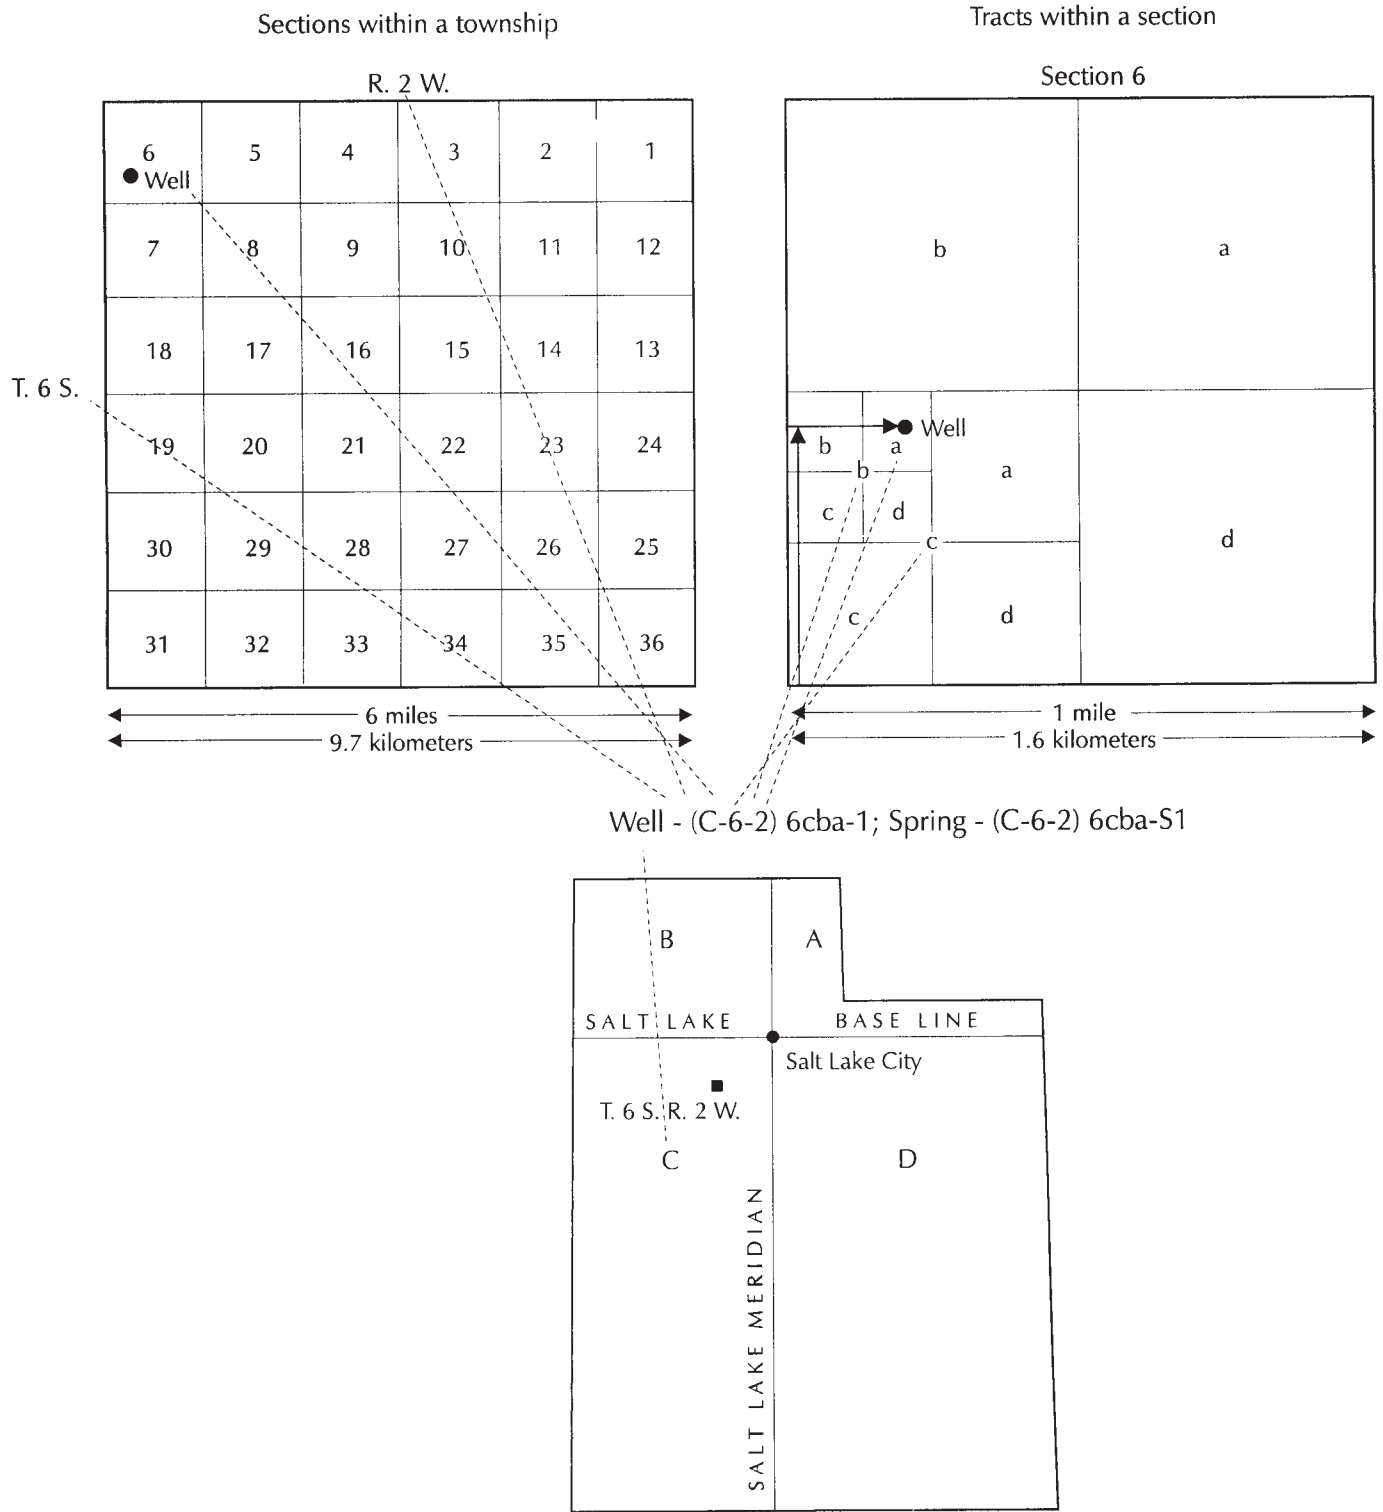 Sections within a township
Tracts within a section
R. 2 W.
Section 6
6 5 4 3 2 1
Well
7 8 9 10 11 12
18 17 16 15 14 13
T. 6 S.
19 20 21 22 23 24
30 29 28 27 26 25
31 32 33 34 35 36
6 miles
9.7 kilometers
b a
Well
b a
b a
c d
c d
c d
1 mile
1.6 kilometers
Well - (C-6-2) 6cba-1; Spring - (C-6-2) 6cba-S1
B A
SALT LAKE BASE LINE
Salt Lake City
T. 6 S. R. 2 W.
C D
SALT LAKE MERIDIAN